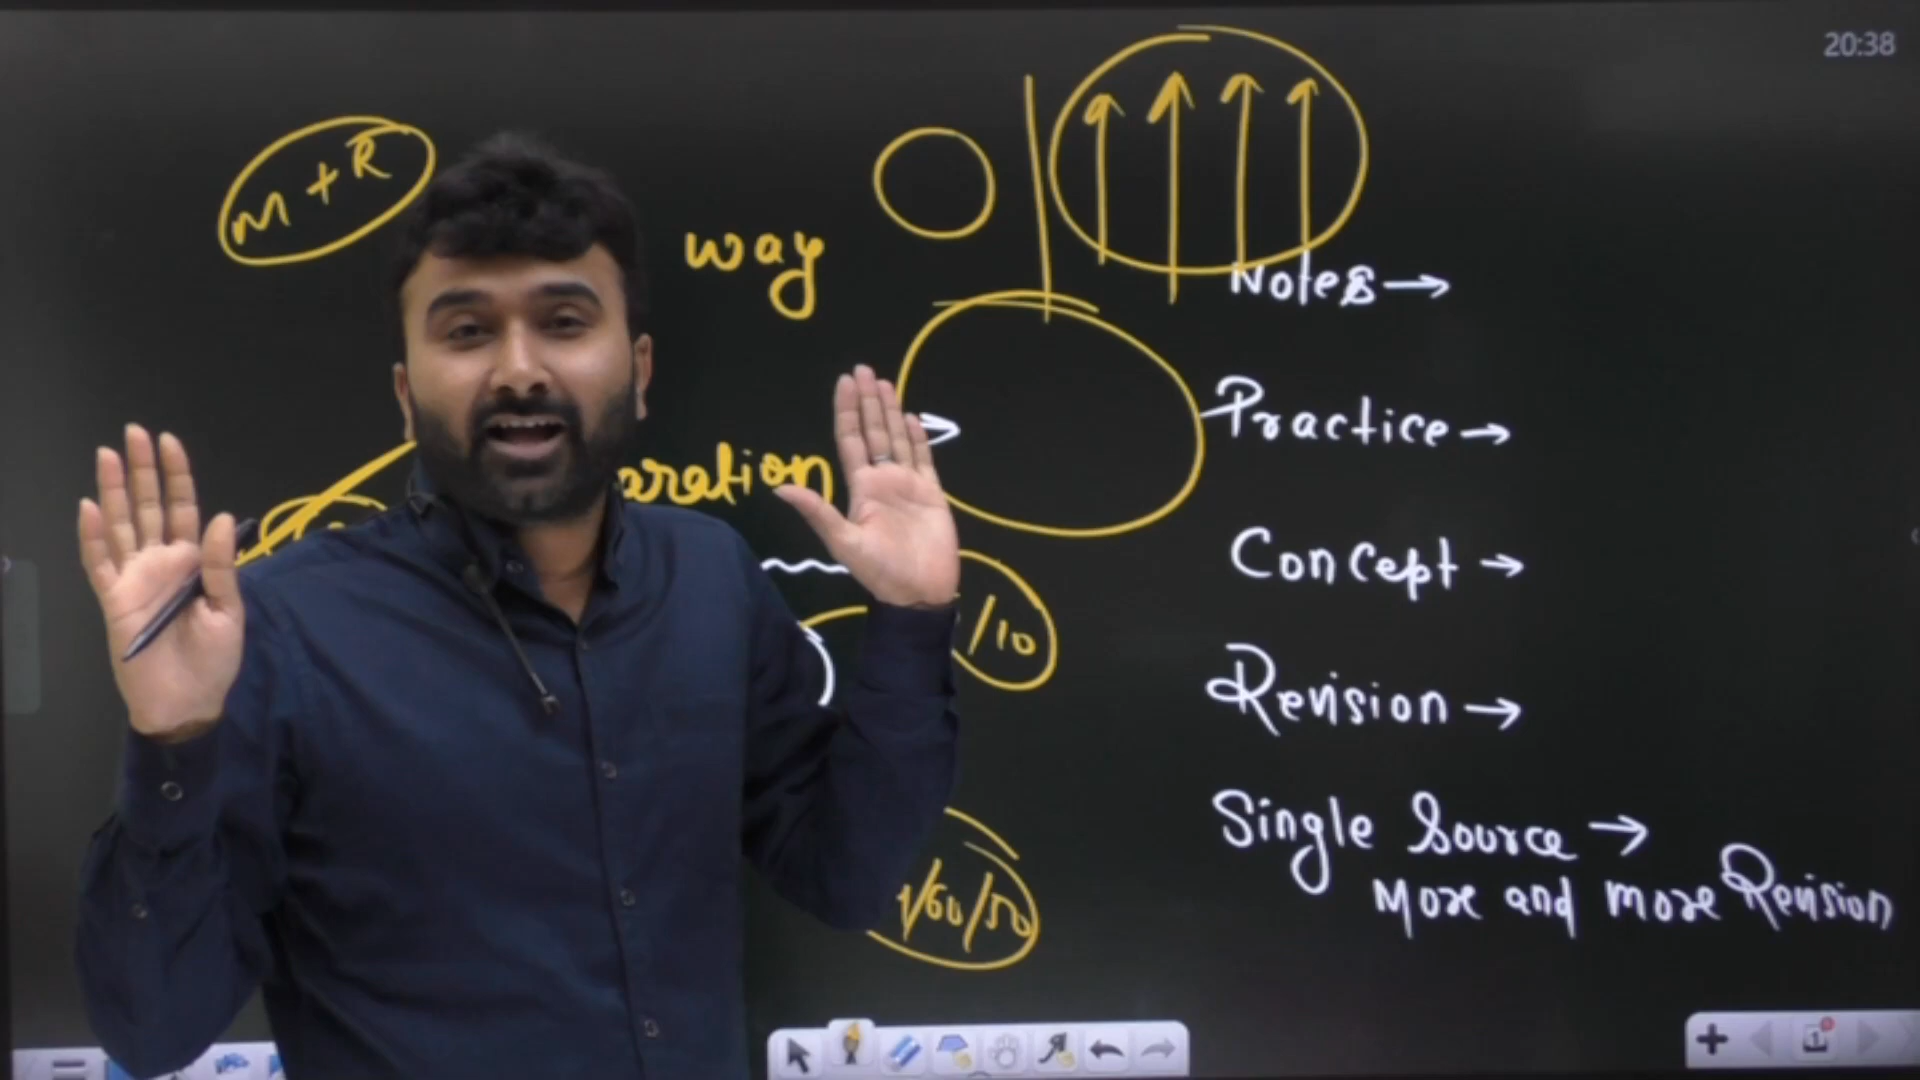 20:38
M + R
way
Notes →
Practice →
aration
Concept →
/10
Revision →
Single Source →
More and more Revision
/60/50
1